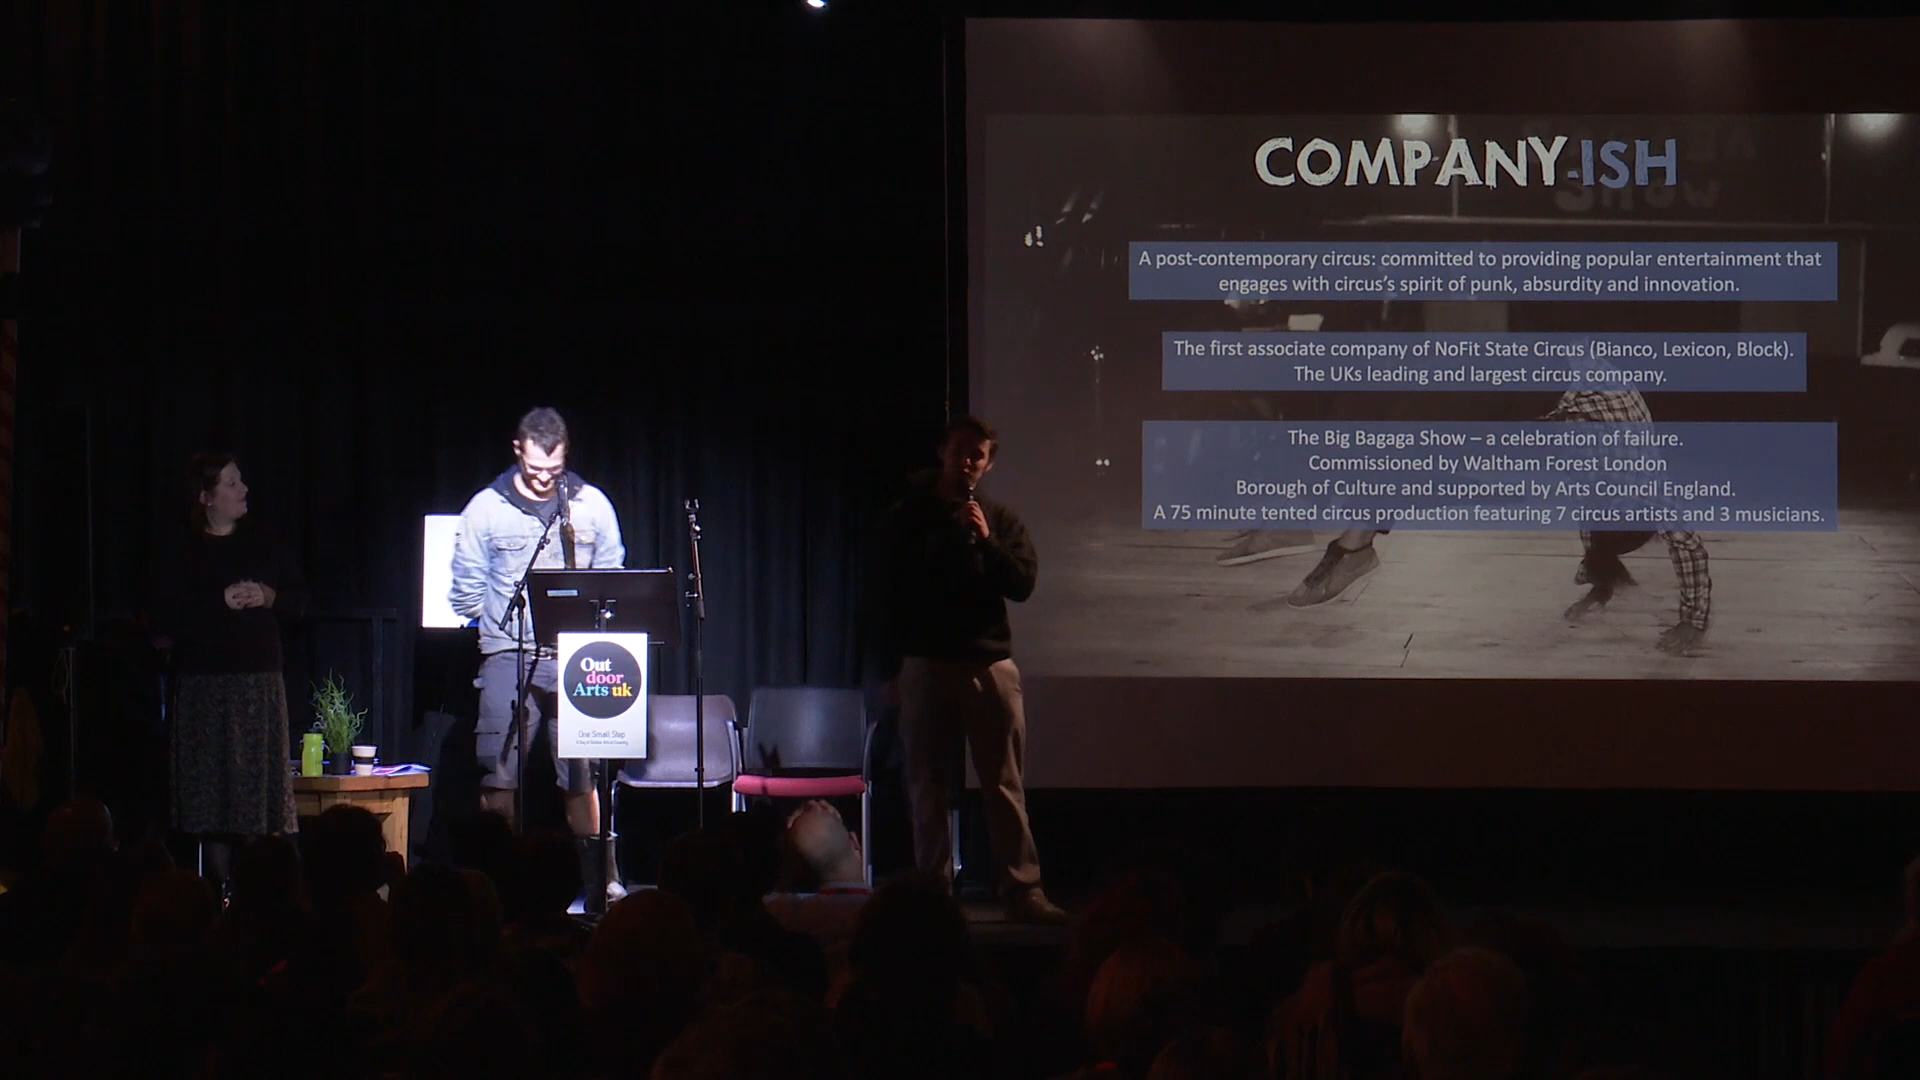 COMPANY-ISH
A post-contemporary circus: committed to providing popular entertainment that
engages with circus's spirit of punk, absurdity and innovation.
The first associate company of NoFit State Circus (Bianco, Lexicon, Block).
The UKs leading and largest circus company.
The Big Bagaga Show – a celebration of failure.
Commissioned by Waltham Forest London
Borough of Culture and supported by Arts Council England.
A 75 minute tented circus production featuring 7 circus artists and 3 musicians.
Out
door
Arts uk
One Small Step